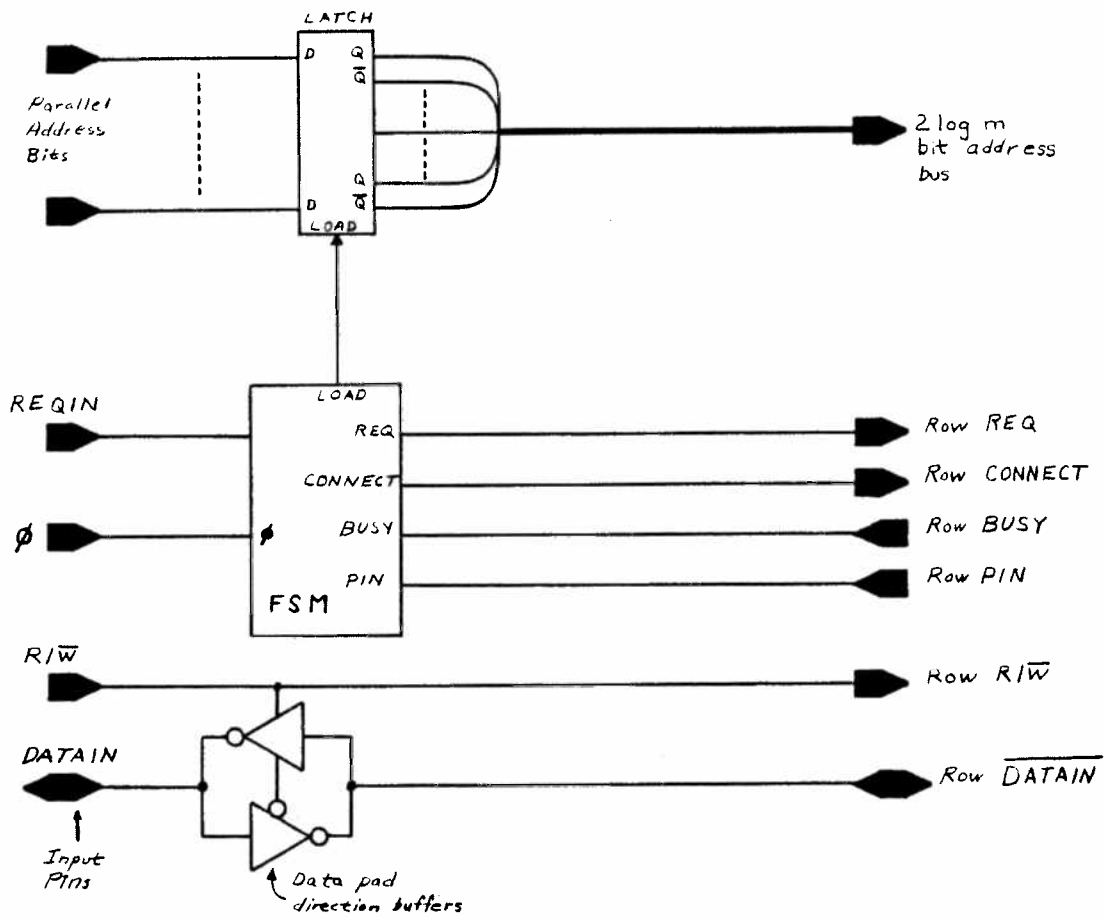 LATCH
D
Q
Q̅
Parallel
Address
Bits
2 log m
bit address
bus
D
Q
Q̅
LOAD
REQIN
LOAD
REQ
Row REQ
CONNECT
Row CONNECT
ϕ
ϕ
BUSY
Row BUSY
PIN
Row PIN
FSM
R/W̅
Row R/W̅
DATAIN
Row D̅A̅T̅A̅I̅N̅
Input
Pins
Data pad
direction buffers